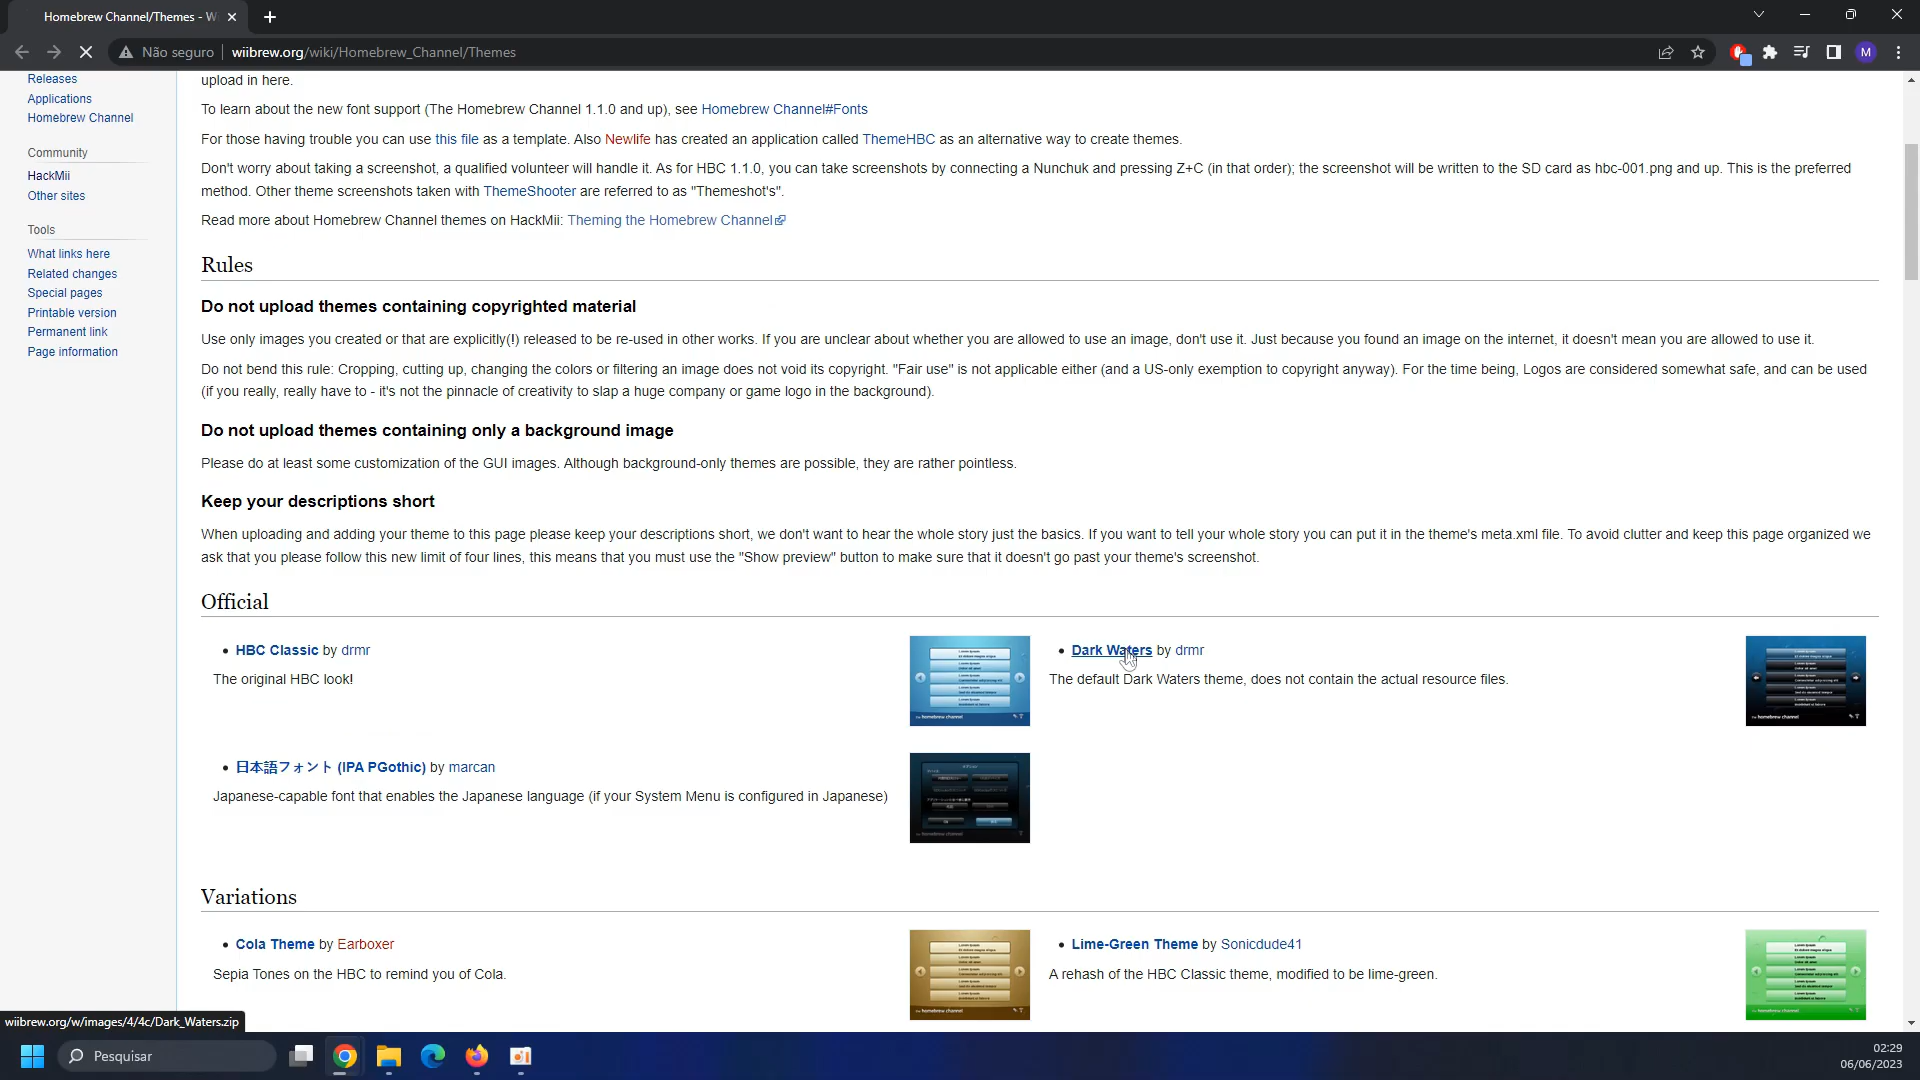 Homebrew Channel/Themes - W
Não seguro
wiibrew.org/wiki/Homebrew_Channel/Themes
M
Releases
Applications
Homebrew Channel
Community
HackMii
Other sites
Tools
What links here
Related changes
Special pages
Printable version
Permanent link
Page information
upload in here.
To learn about the new font support (The Homebrew Channel 1.1.0 and up), see Homebrew Channel#Fonts
For those having trouble you can use this file as a template. Also Newlife has created an application called ThemeHBC as an alternative way to create themes.
Don't worry about taking a screenshot, a qualified volunteer will handle it. As for HBC 1.1.0, you can take screenshots by connecting a Nunchuk and pressing Z+C (in that order); the screenshot will be written to the SD card as hbc-001.png and up. This is the preferred
method. Other theme screenshots taken with ThemeShooter are referred to as "Themeshot's".
Read more about Homebrew Channel themes on HackMii: Theming the Homebrew Channel
Rules
Do not upload themes containing copyrighted material
Use only images you created or that are explicitly(!) released to be re-used in other works. If you are unclear about whether you are allowed to use an image, don't use it. Just because you found an image on the internet, it doesn't mean you are allowed to use it.
Do not bend this rule: Cropping, cutting up, changing the colors or filtering an image does not void its copyright. "Fair use" is not applicable either (and a US-only exemption to copyright anyway). For the time being, Logos are considered somewhat safe, and can be used
(if you really, really have to - it's not the pinnacle of creativity to slap a huge company or game logo in the background).
Do not upload themes containing only a background image
Please do at least some customization of the GUI images. Although background-only themes are possible, they are rather pointless.
Keep your descriptions short
When uploading and adding your theme to this page please keep your descriptions short, we don't want to hear the whole story just the basics. If you want to tell your whole story you can put it in the theme's meta.xml file. To avoid clutter and keep this page organized we
ask that you please follow this new limit of four lines, this means that you must use the "Show preview" button to make sure that it doesn't go past your theme's screenshot.
Official
• HBC Classic by drmr
The original HBC look!
• Dark Waters by drmr
The default Dark Waters theme, does not contain the actual resource files.
• 日本語フォント (IPA PGothic) by marcan
Japanese-capable font that enables the Japanese language (if your System Menu is configured in Japanese)
Variations
• Cola Theme by Earboxer
Sepia Tones on the HBC to remind you of Cola.
• Lime-Green Theme by Sonicdude41
A rehash of the HBC Classic theme, modified to be lime-green.
wiibrew.org/w/images/4/4c/Dark_Waters.zip
Pesquisar
02:29
06/06/2023